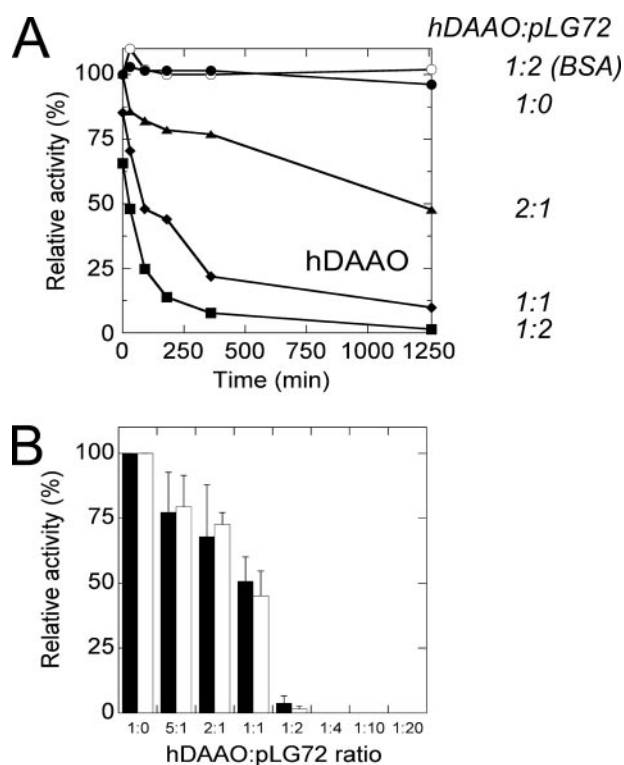 A
hDAAO:pLG72
1:2 (BSA)
1:0
2:1
1:1
1:2
Relative activity (%)
100
75
50
25
0
hDAAO
0 250 500 750 1000 1250
Time (min)
B
Relative activity (%)
100
75
50
25
0
1:0 5:1 2:1 1:1 1:2 1:4 1:10 1:20
hDAAO:pLG72 ratio